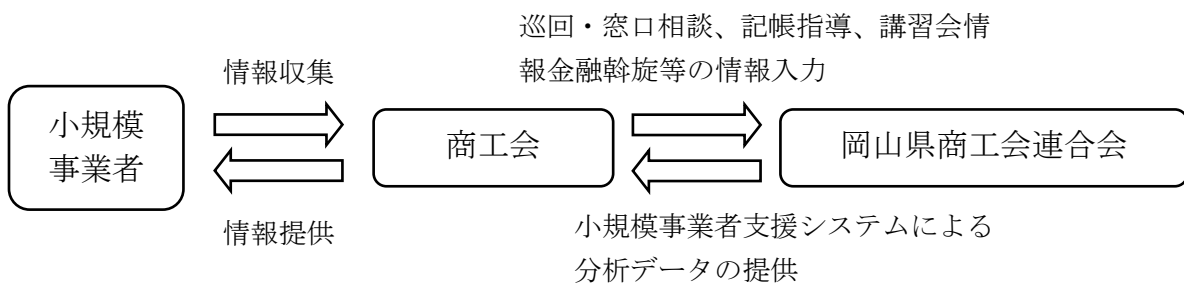 巡回・窓口相談、記帳指導、講習会情
報金融斡旋等の情報入力
情報収集
小規模
事業者
商工会
岡山県商工会連合会
情報提供
小規模事業者支援システムによる
分析データの提供